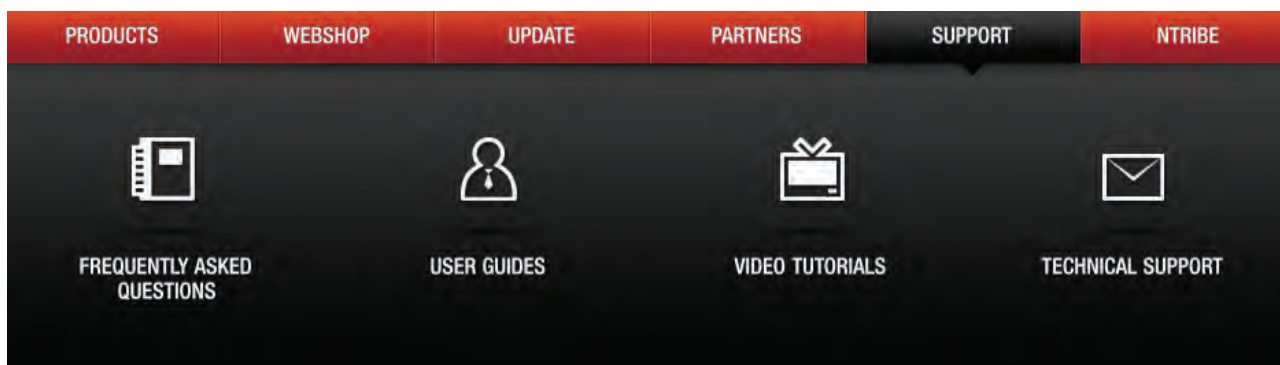 PRODUCTS
WEBSHOP
UPDATE
PARTNERS
SUPPORT
NTRIBE
FREQUENTLY ASKED
QUESTIONS
USER GUIDES
VIDEO TUTORIALS
TECHNICAL SUPPORT